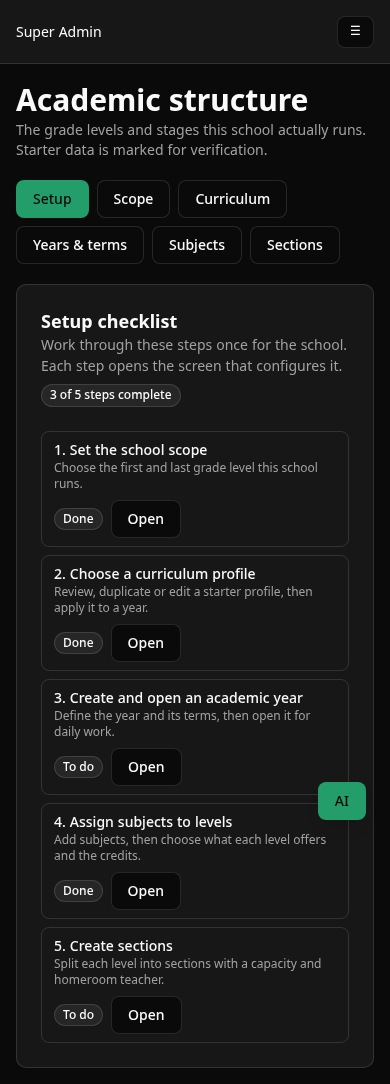 Super Admin
☰
Academic structure
The grade levels and stages this school actually runs.
Starter data is marked for verification.
Setup
Scope
Curriculum
Years & terms
Subjects
Sections
Setup checklist
Work through these steps once for the school.
Each step opens the screen that configures it.
3 of 5 steps complete
1. Set the school scope
Choose the first and last grade level this school
runs.
Done
Open
2. Choose a curriculum profile
Review, duplicate or edit a starter profile, then
apply it to a year.
Done
Open
3. Create and open an academic year
Define the year and its terms, then open it for
daily work.
To do
Open
AI
4. Assign subjects to levels
Add subjects, then choose what each level offers
and the credits.
Done
Open
5. Create sections
Split each level into sections with a capacity and
homeroom teacher.
To do
Open